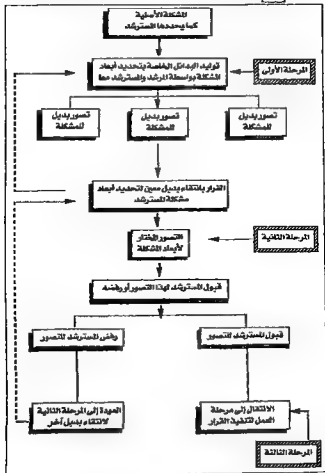 المشكلة الأصلية
كما يحددها المسترشد
توليد البدائل الخاصة بتحديد أبعاد
المشكلة بواسطة المرشد والمسترشد معا
المرحلة الأولى
تصور بديل
للمشكلة
تصور بديل
للمشكلة
تصور بديل
للمشكلة
القرار بانتقاء بديل معين لتحديد أبعاد
مشكلة المسترشد
التصور المختار
لأبعاد المشكلة
المرحلة الثانية
قبول المسترشد لهذا التصور أو رفضه
قبول المسترشد للتصور
رفض المسترشد للتصور
الانتقال إلى مرحلة
العمل لتنفيذ القرار
العودة إلى المرحلة الثانية
لانتقاء بديل آخر
المرحلة الثالثة